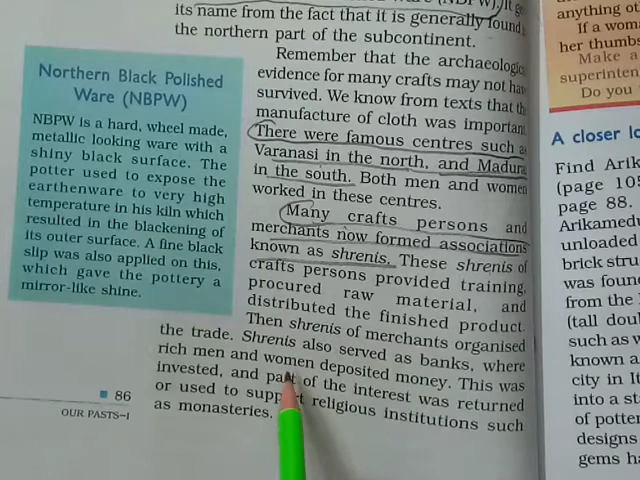 its name from the fact that it is generally found
the northern part of the subcontinent.
Remember that the archaeologic
evidence for many crafts may not hav
survived. We know from texts that th
manufacture of cloth was important.
There were famous centres such as
Varanasi in the north, and Madura
in the south. Both men and women
worked in these centres.
Many crafts persons and
merchants now formed associations
known as shrenis. These shrenis of
crafts persons provided training,
procured raw material, and
distributed the finished product.
Then shrenis of merchants organised
the trade. Shrenis also served as banks, where
rich men and women deposited money. This was
invested, and part of the interest was returned
or used to support religious institutions such
as monasteries.
Northern Black Polished
Ware (NBPW)
NBPW is a hard, wheel made,
metallic looking ware with a
shiny black surface. The
potter used to expose the
earthenware to very high
temperature in his kiln which
resulted in the blackening of
its outer surface. A fine black
slip was also applied on this,
which gave the pottery a
mirror-like shine.
86
OUR PASTS–I
anything ot
If a woma
her thumbs
Make a
superinten
Do you
A closer lo
Find Arik
(page 105
page 88.
Arikamedu
unloaded
brick stru
was found
from the
(tall doub
such as w
known a
city in It
into a sta
of potter
designs
gems ha